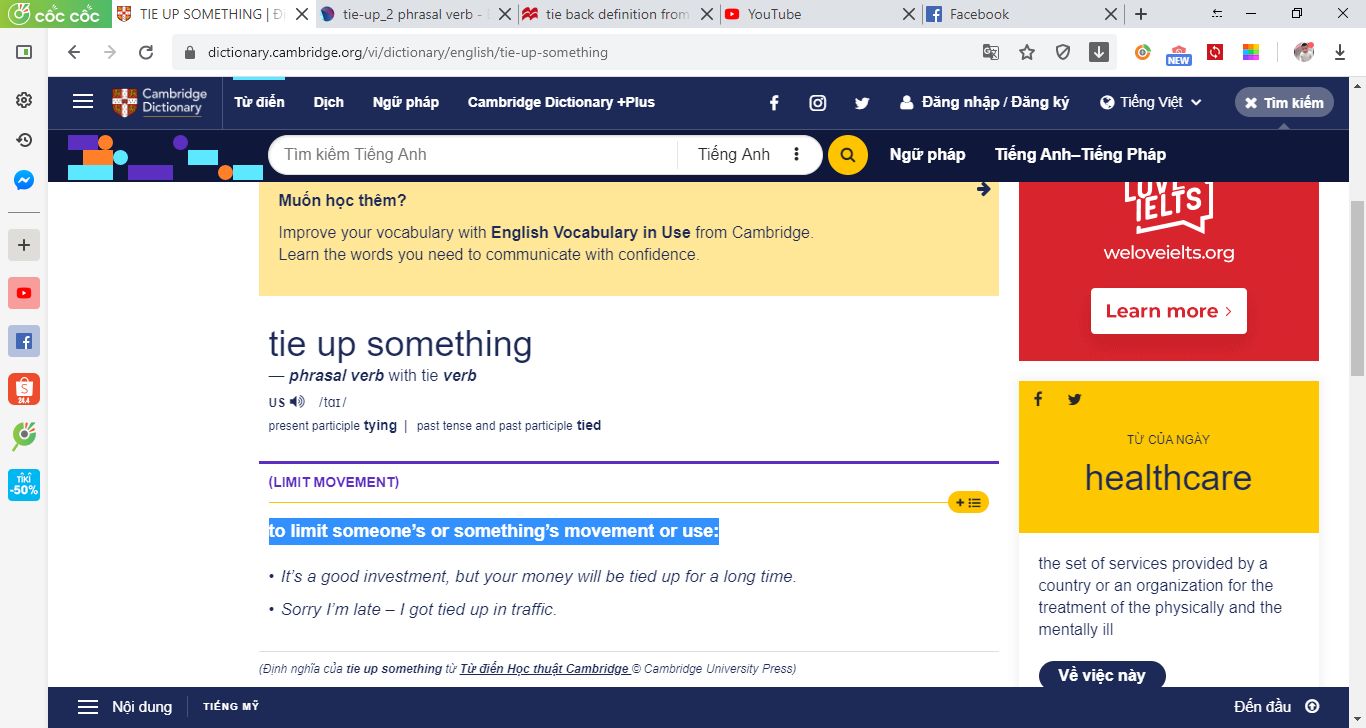 cốc cốc
TIE UP SOMETHING | Đ
tie-up_2 phrasal verb -
tie back definition from
YouTube
Facebook
dictionary.cambridge.org/vi/dictionary/english/tie-up-something
NEW
Cambridge
Dictionary
Từ điển
Dịch
Ngữ pháp
Cambridge Dictionary +Plus
Đăng nhập / Đăng ký
Tiếng Việt
Tìm kiếm
Tìm kiếm Tiếng Anh
Tiếng Anh
Ngữ pháp
Tiếng Anh–Tiếng Pháp
Muốn học thêm?
Improve your vocabulary with English Vocabulary in Use from Cambridge.
Learn the words you need to communicate with confidence.
tie up something
— phrasal verb with tie verb
US /tɑɪ/
present participle tying | past tense and past participle tied
(LIMIT MOVEMENT)
to limit someone’s or something’s movement or use:
• It’s a good investment, but your money will be tied up for a long time.
• Sorry I’m late – I got tied up in traffic.
(Định nghĩa của tie up something từ Từ điển Học thuật Cambridge © Cambridge University Press)
LOVE
IELTS
weloveielts.org
Learn more
TỪ CỦA NGÀY
healthcare
the set of services provided by a
country or an organization for the
treatment of the physically and the
mentally ill
Về việc này
24.4
TIKI
-50%
Nội dung
TIẾNG MỸ
Đến đầu